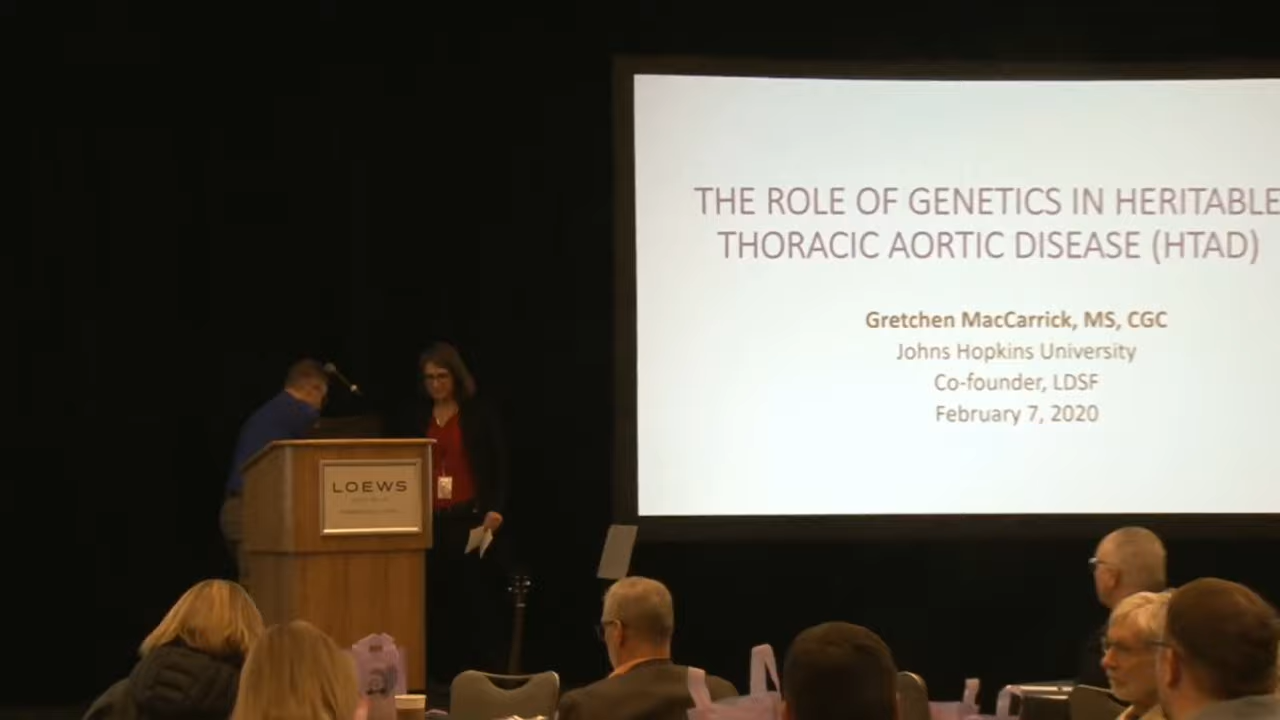 THE ROLE OF GENETICS IN HERITABLE
THORACIC AORTIC DISEASE (HTAD)
Gretchen MacCarrick, MS, CGC
Johns Hopkins University
Co-founder, LDSF
February 7, 2020
LOEWS